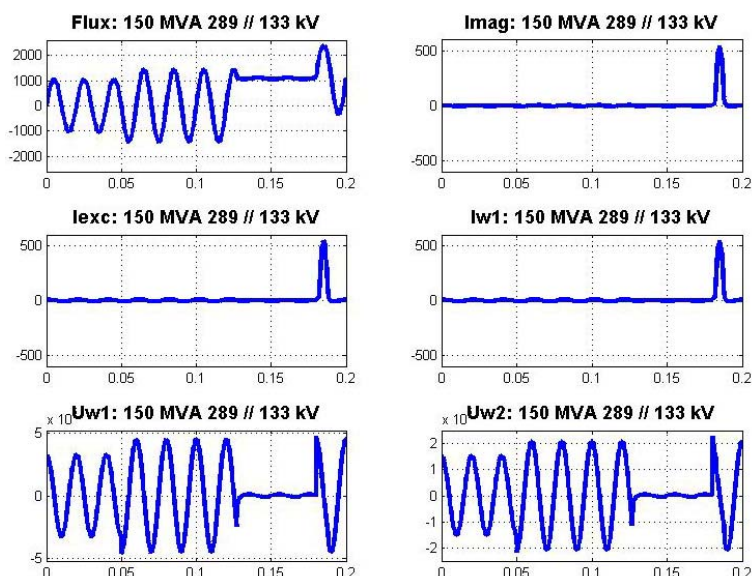 Flux: 150 MVA 289 // 133 kV
2000
1000
0
-1000
-2000
0 0.05 0.1 0.15 0.2
Imag: 150 MVA 289 // 133 kV
500
0
-500
0 0.05 0.1 0.15 0.2
Iexc: 150 MVA 289 // 133 kV
500
0
-500
0 0.05 0.1 0.15 0.2
Iw1: 150 MVA 289 // 133 kV
500
0
-500
0 0.05 0.1 0.15 0.2
x 10
Uw1: 150 MVA 289 // 133 kV
5
0
-5
0 0.05 0.1 0.15 0.2
x 10
Uw2: 150 MVA 289 // 133 kV
2
1
0
-1
-2
0 0.05 0.1 0.15 0.2